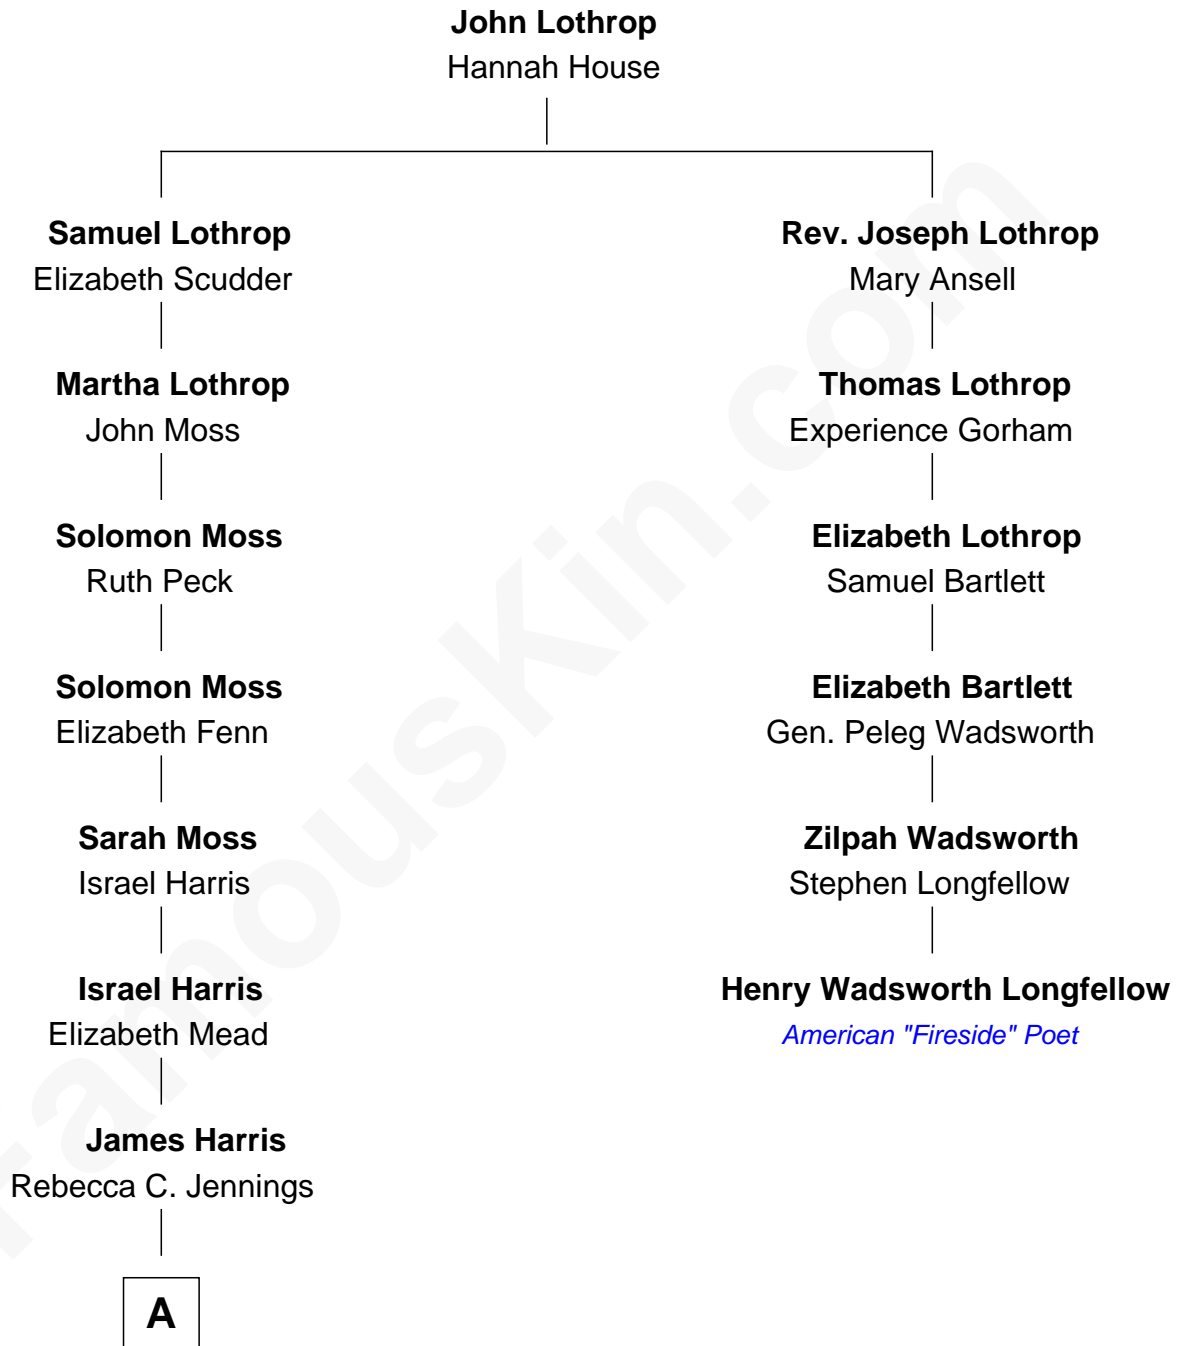 John Lothrop
Hannah House
Samuel Lothrop
Elizabeth Scudder
Martha Lothrop
John Moss
Solomon Moss
Ruth Peck
Solomon Moss
Elizabeth Fenn
Sarah Moss
Israel Harris
Israel Harris
Elizabeth Mead
James Harris
Rebecca C. Jennings
A
Rev. Joseph Lothrop
Mary Ansell
Thomas Lothrop
Experience Gorham
Elizabeth Lothrop
Samuel Bartlett
Elizabeth Bartlett
Gen. Peleg Wadsworth
Zilpah Wadsworth
Stephen Longfellow
Henry Wadsworth Longfellow
American "Fireside" Poet
FamousKin.com